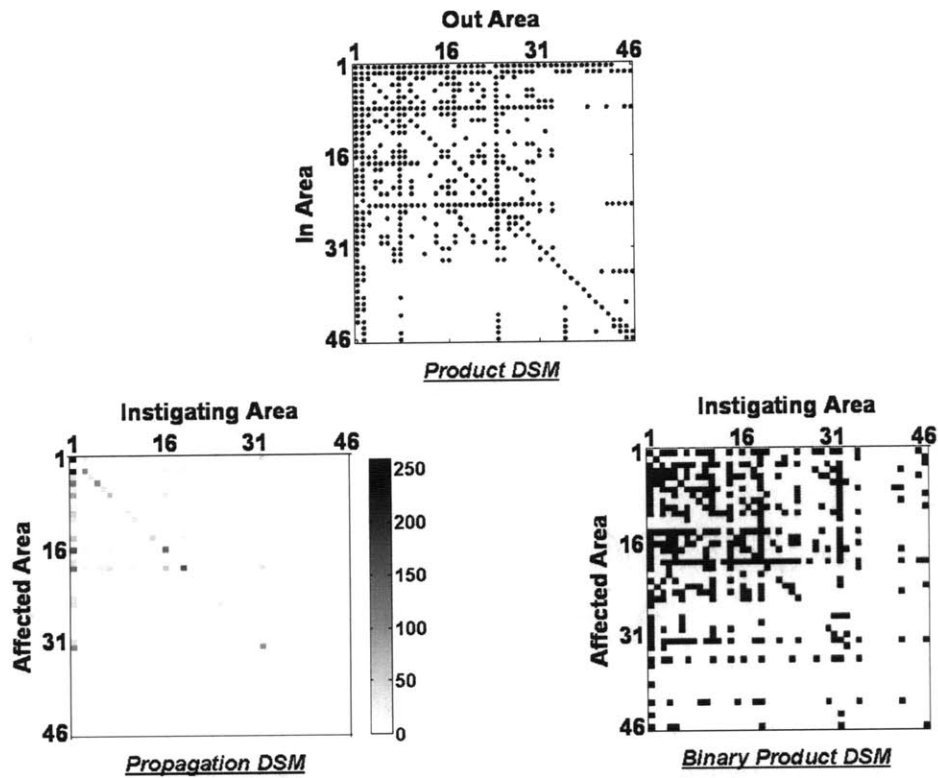 Out Area
1 16 31 46
1
16
31
46
In Area
Product DSM
Instigating Area
1 16 31 46
1
16
31
46
Affected Area
250
200
150
100
50
0
Propagation DSM
Instigating Area
1 16 31 46
1
16
31
46
Affected Area
Binary Product DSM